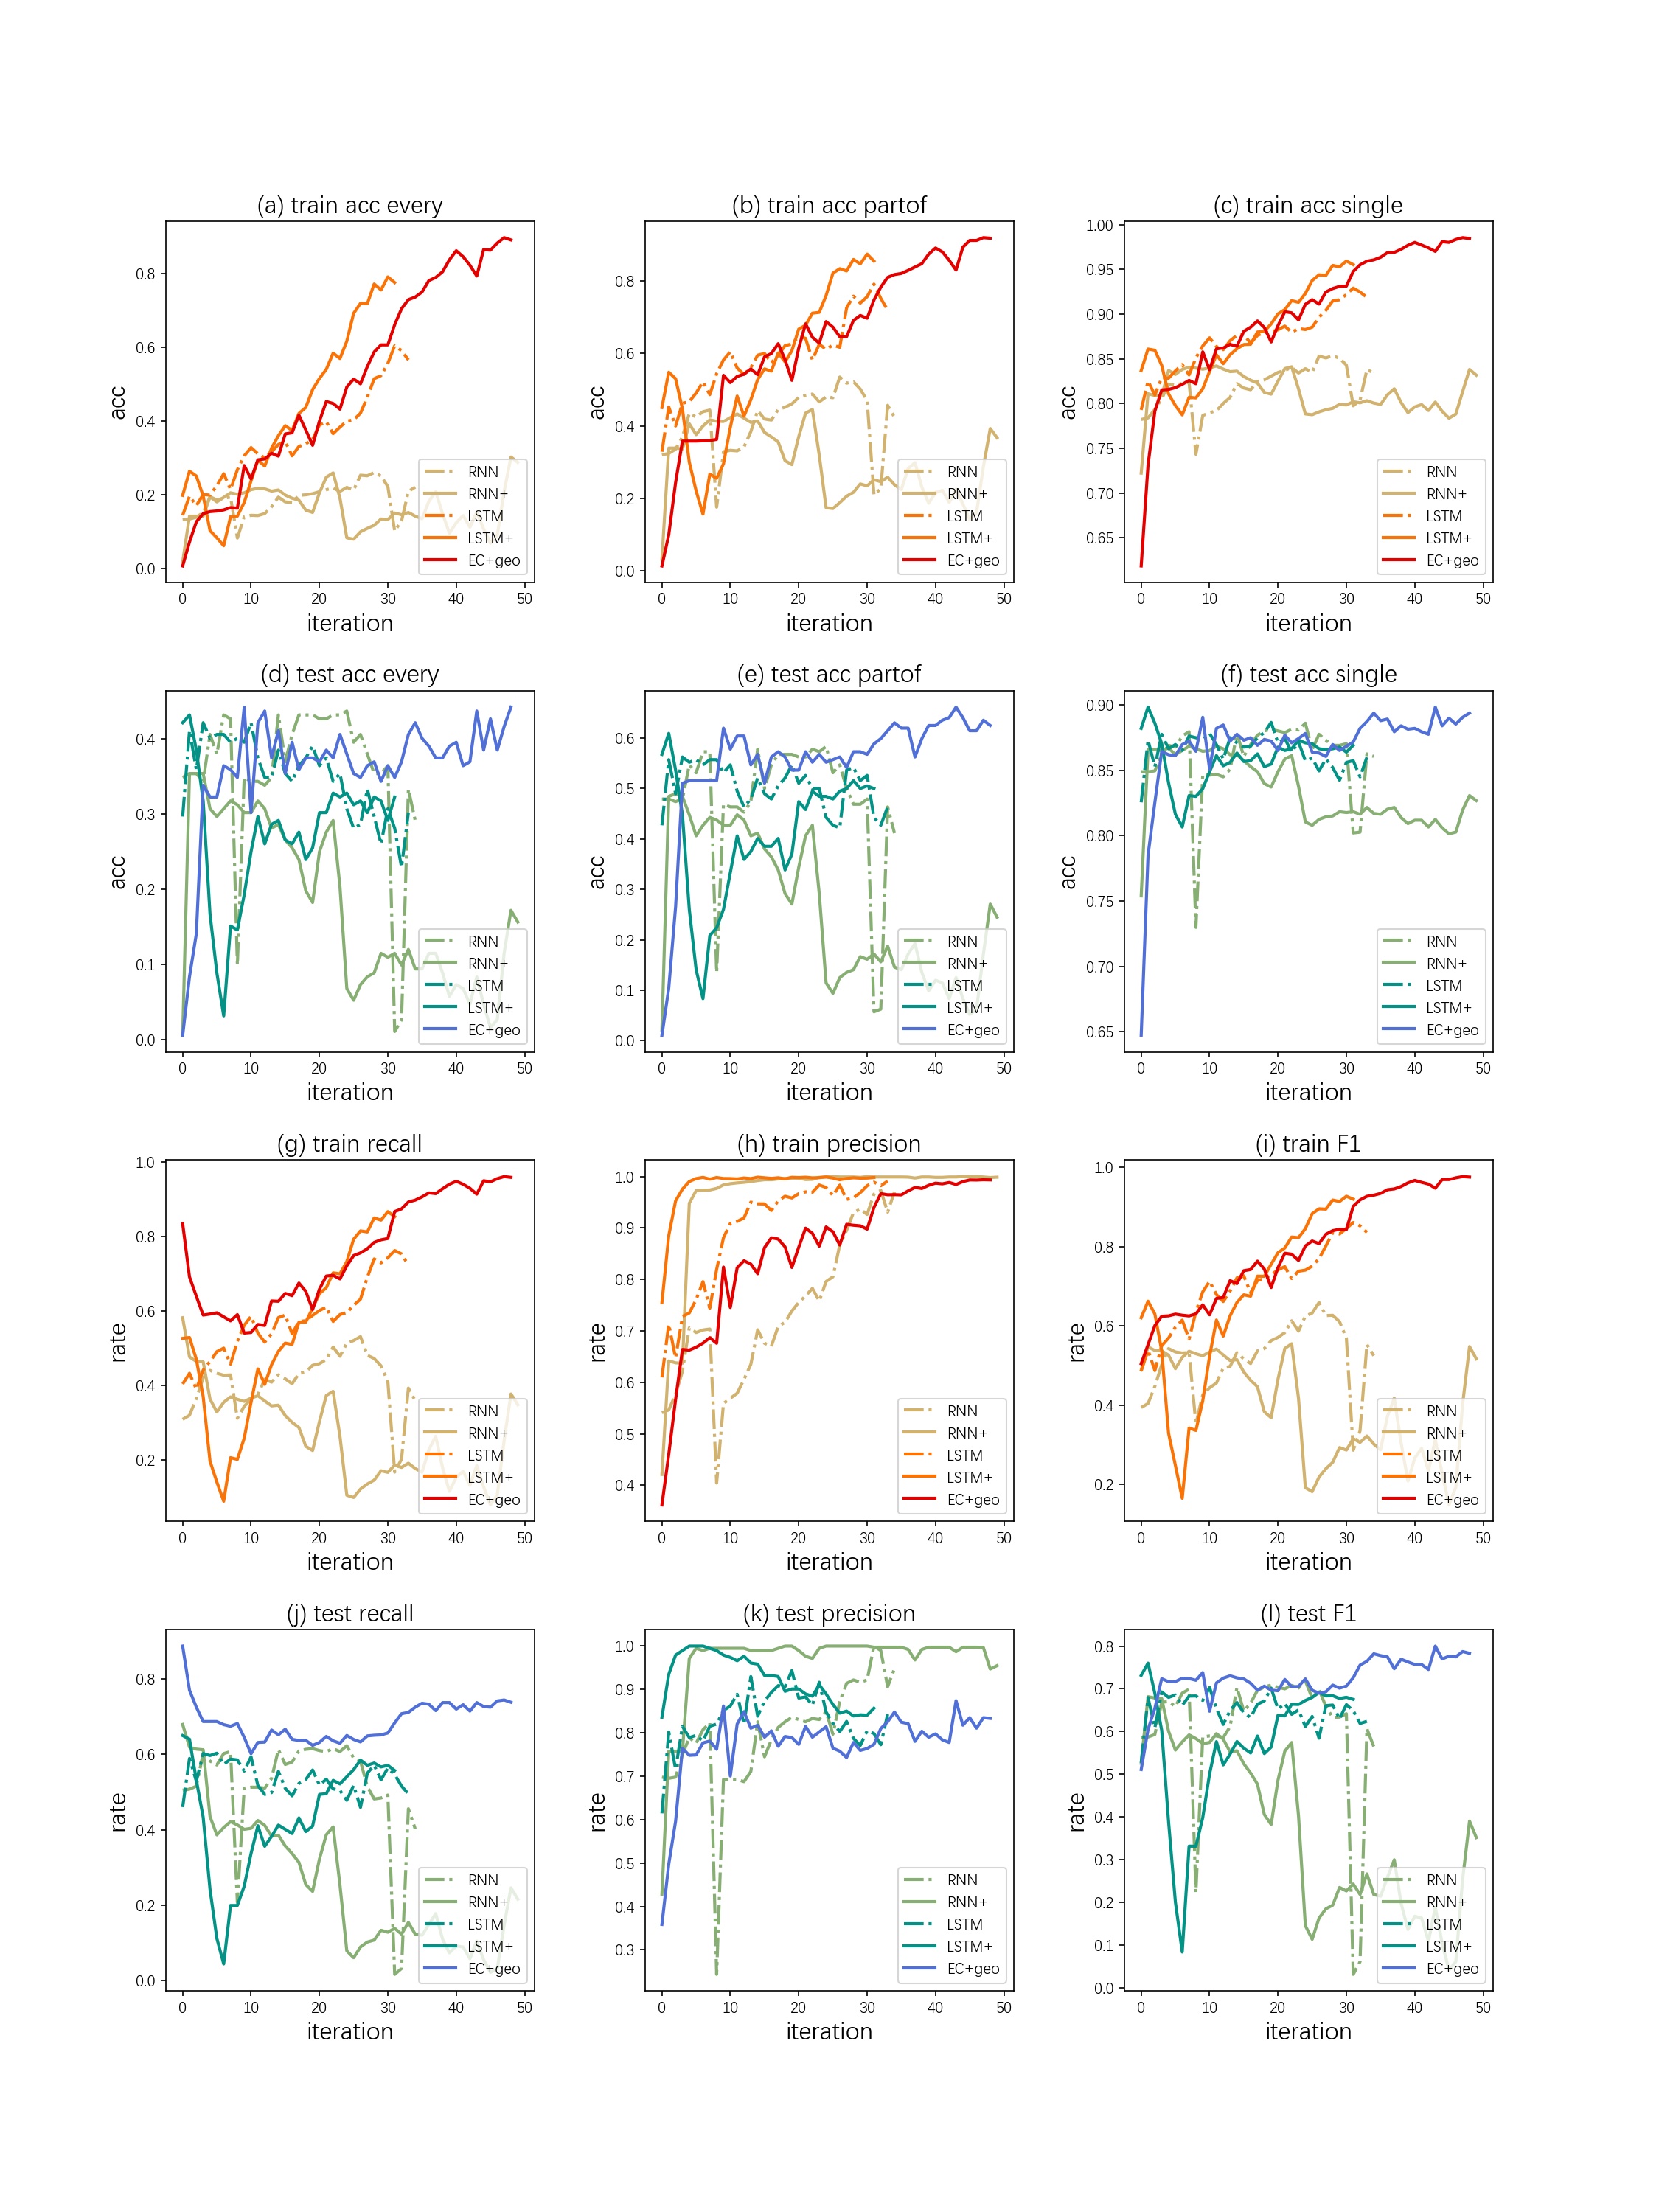 (a) train acc every
(b) train acc partof
(c) train acc single
acc
0.0
0.2
0.4
0.6
0.8
0
10
20
30
40
50
iteration
RNN
RNN+
LSTM
LSTM+
EC+geo
acc
0.0
0.2
0.4
0.6
0.8
0
10
20
30
40
50
iteration
RNN
RNN+
LSTM
LSTM+
EC+geo
acc
1.00
0.95
0.90
0.85
0.80
0.75
0.70
0.65
0
10
20
30
40
50
iteration
RNN
RNN+
LSTM
LSTM+
EC+geo
(d) test acc every
(e) test acc partof
(f) test acc single
acc
0.4
0.3
0.2
0.1
0.0
0
10
20
30
40
50
iteration
RNN
RNN+
LSTM
LSTM+
EC+geo
acc
0.6
0.5
0.4
0.3
0.2
0.1
0.0
0
10
20
30
40
50
iteration
RNN
RNN+
LSTM
LSTM+
EC+geo
acc
0.90
0.85
0.80
0.75
0.70
0.65
0
10
20
30
40
50
iteration
RNN
RNN+
LSTM
LSTM+
EC+geo
(g) train recall
(h) train precision
(i) train F1
rate
1.0
0.8
0.6
0.4
0.2
0
10
20
30
40
50
iteration
RNN
RNN+
LSTM
LSTM+
EC+geo
rate
1.0
0.9
0.8
0.7
0.6
0.5
0.4
0
10
20
30
40
50
iteration
RNN
RNN+
LSTM
LSTM+
EC+geo
rate
1.0
0.8
0.6
0.4
0.2
0
10
20
30
40
50
iteration
RNN
RNN+
LSTM
LSTM+
EC+geo
(j) test recall
(k) test precision
(l) test F1
rate
0.8
0.6
0.4
0.2
0.0
0
10
20
30
40
50
iteration
RNN
RNN+
LSTM
LSTM+
EC+geo
rate
1.0
0.9
0.8
0.7
0.6
0.5
0.4
0.3
0
10
20
30
40
50
iteration
RNN
RNN+
LSTM
LSTM+
EC+geo
rate
0.8
0.7
0.6
0.5
0.4
0.3
0.2
0.1
0.0
0
10
20
30
40
50
iteration
RNN
RNN+
LSTM
LSTM+
EC+geo